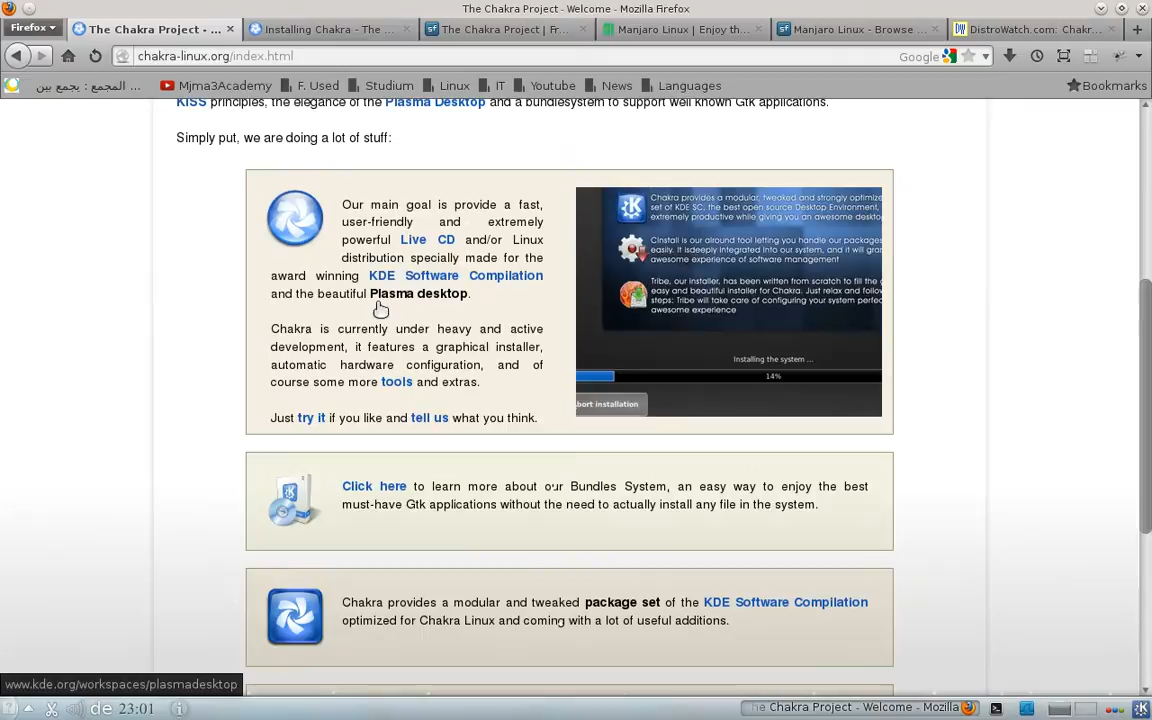 The Chakra Project - Welcome - Mozilla Firefox
Firefox
The Chakra Project - ...
Installing Chakra - The ...
The Chakra Project | Fr...
Manjaro Linux | Enjoy th...
Manjaro Linux - Browse ...
DistroWatch.com: Chakr...
chakra-linux.org/index.html
Google
المجمع : يجمع بين ...
Mjma3Academy
F. Used
Studium
Linux
IT
Youtube
News
Languages
Bookmarks
KISS principles, the elegance of the Plasma Desktop and a bundlesystem to support well known Gtk applications.
Simply put, we are doing a lot of stuff:
Our main goal is provide a fast,
user-friendly and extremely
powerful Live CD and/or Linux
distribution specially made for the
award winning KDE Software Compilation
and the beautiful Plasma desktop.
Chakra is currently under heavy and active
development, it features a graphical installer,
automatic hardware configuration, and of
course some more tools and extras.
Just try it if you like and tell us what you think.
Chakra provides a modular, tweaked and strongly optimize
set of KDE SC, the best open source Desktop Environment,
extremely productive while giving you an awesome deskto
CInstall is our alround tool letting you handle our packages
easily. It isdeeply integrated into our system, and it will gra
awesome experience of software management
Tribe, our installer, has been written from scratch to fill the g
easy and beautiful installer for Chakra. Just relax and follow
steps: Tribe will take care of configuring your system perfec
awesome experience
Installing the system ...
14%
bort installation
Click here to learn more about our Bundles System, an easy way to enjoy the best
must-have Gtk applications without the need to actually install any file in the system.
Chakra provides a modular and tweaked package set of the KDE Software Compilation
optimized for Chakra Linux and coming with a lot of useful additions.
www.kde.org/workspaces/plasmadesktop
de 23:01
he Chakra Project - Welcome - Mozilla